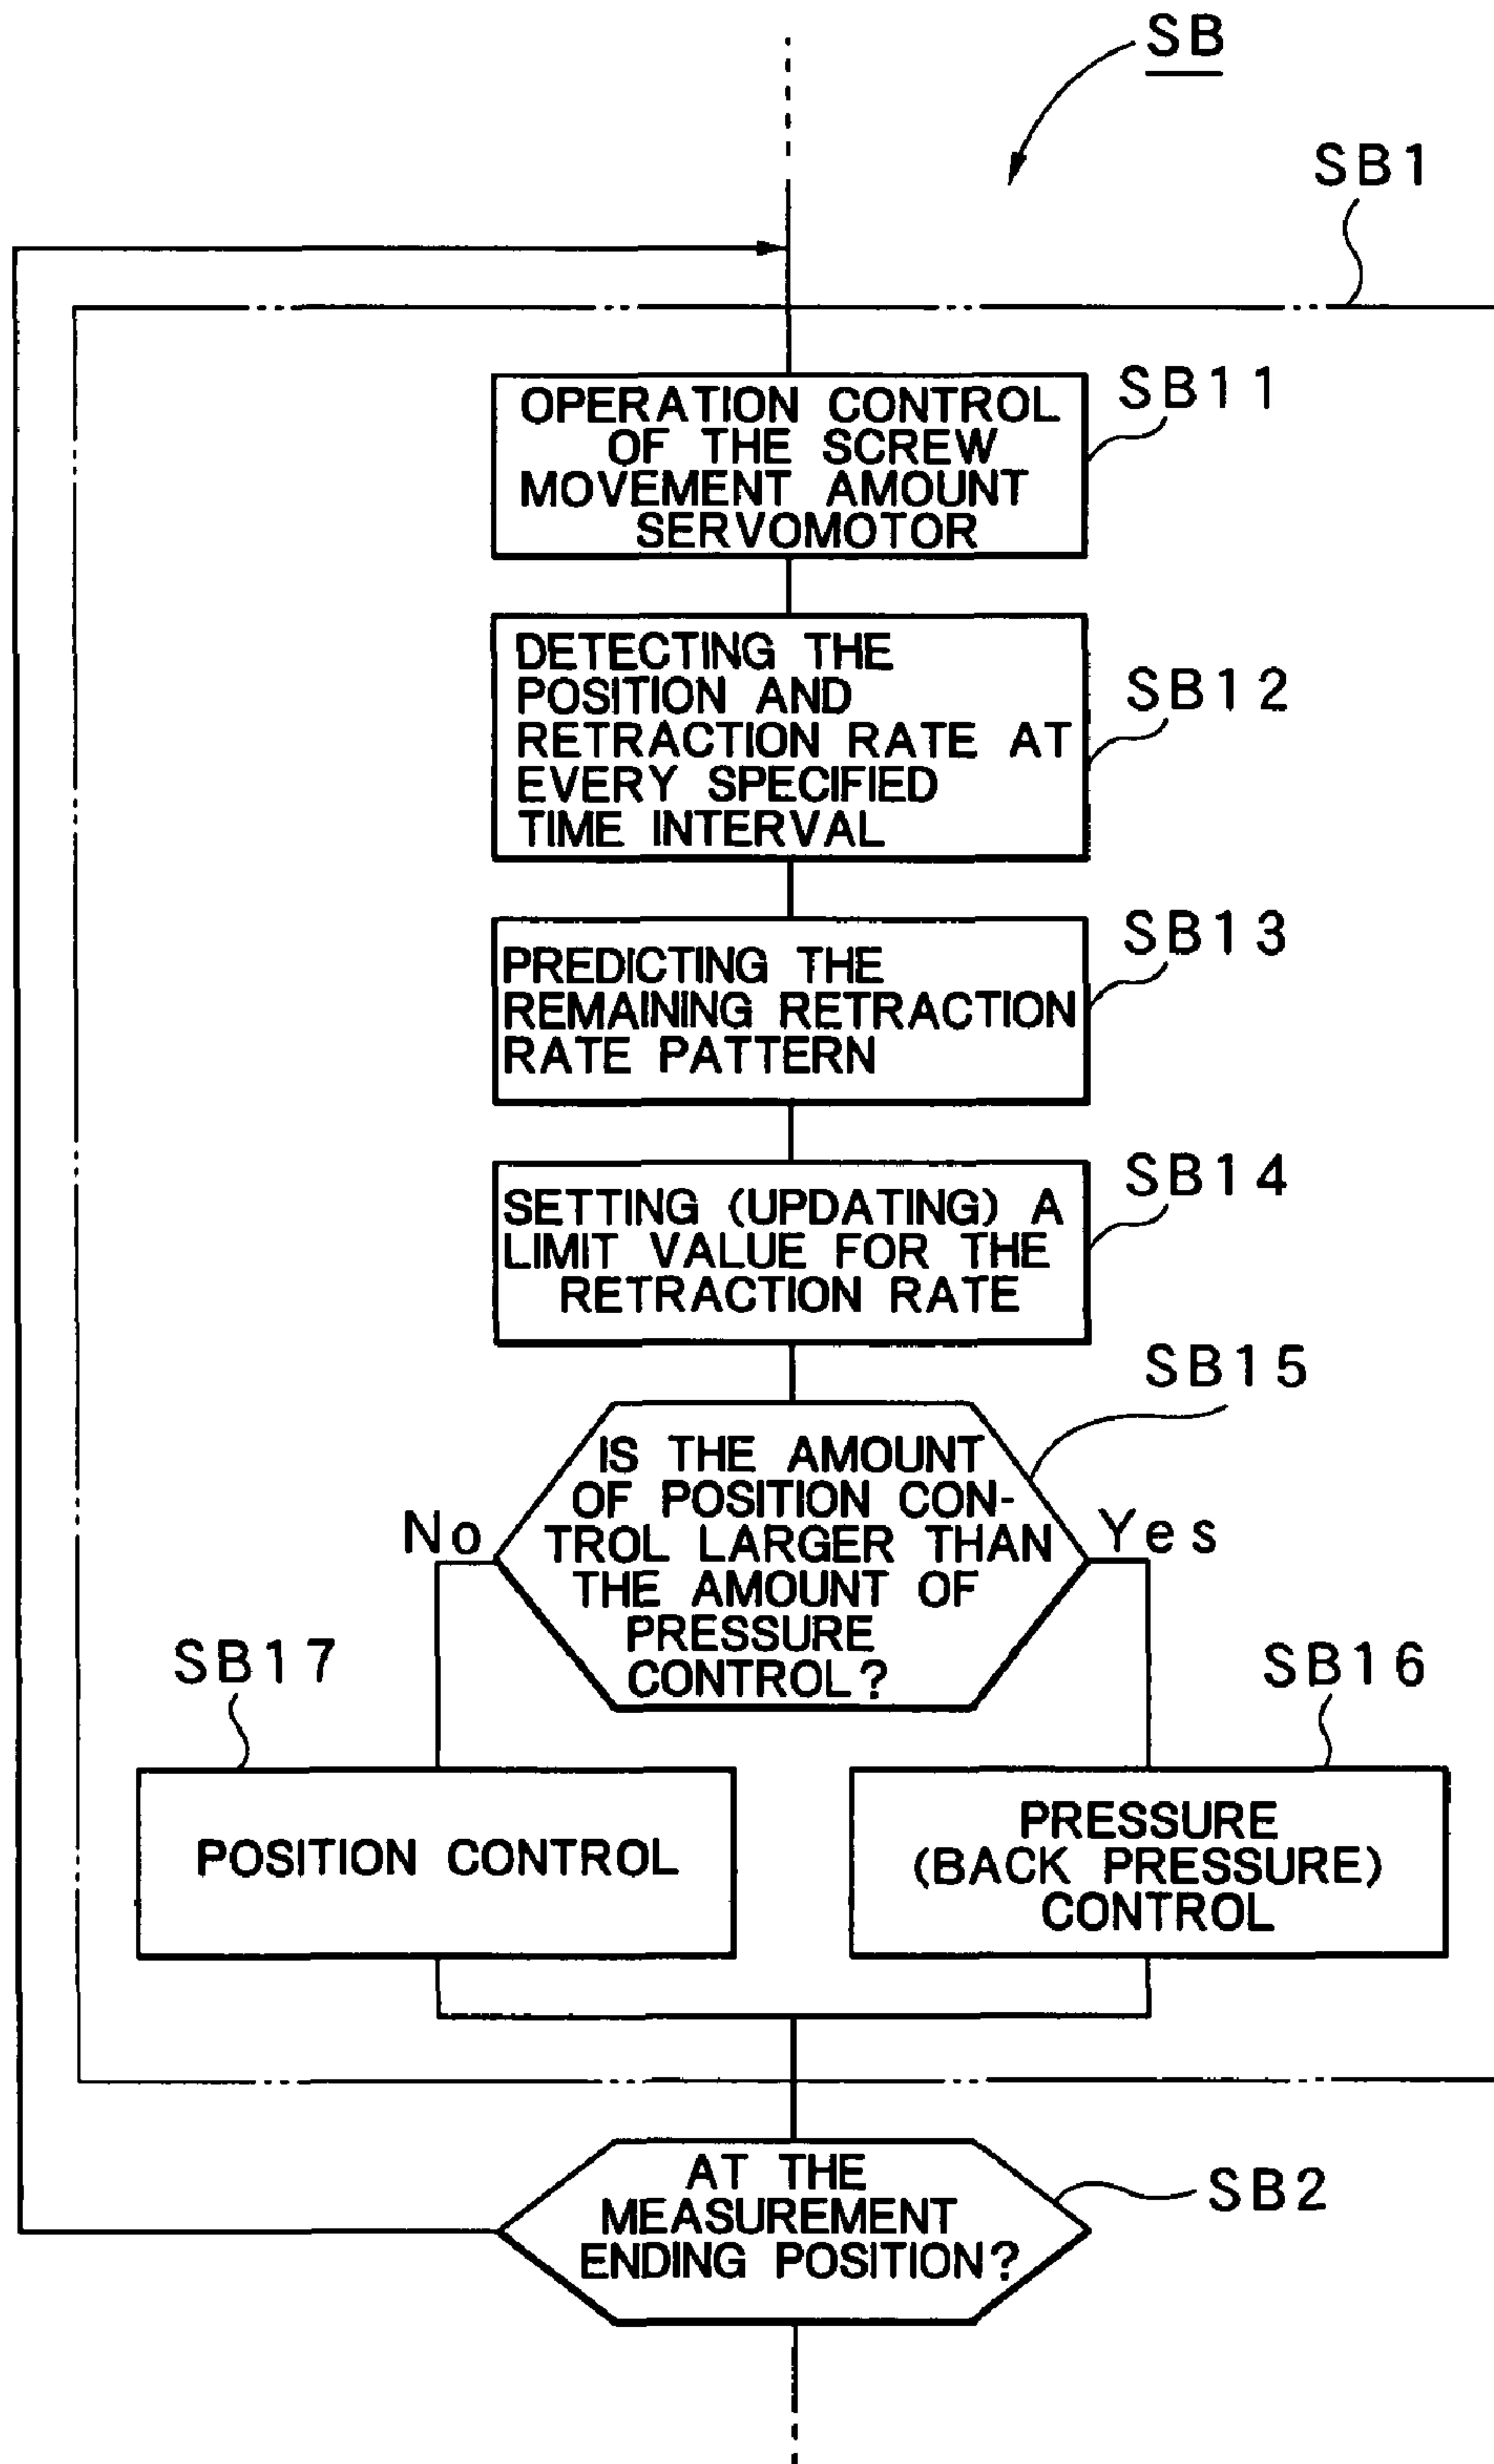 SB
SB1
OPERATION CONTROL
OF THE SCREW
MOVEMENT AMOUNT
SERVOMOTOR
SB11
DETECTING THE
POSITION AND
RETRACTION RATE AT
EVERY SPECIFIED
TIME INTERVAL
SB12
PREDICTING THE
REMAINING RETRACTION
RATE PATTERN
SB13
SETTING (UPDATING) A
LIMIT VALUE FOR THE
RETRACTION RATE
SB14
SB15
IS THE AMOUNT
OF POSITION CON-
TROL LARGER THAN
THE AMOUNT OF
PRESSURE
CONTROL?
No
Yes
SB17
SB16
POSITION CONTROL
PRESSURE
(BACK PRESSURE)
CONTROL
AT THE
MEASUREMENT
ENDING POSITION?
SB2